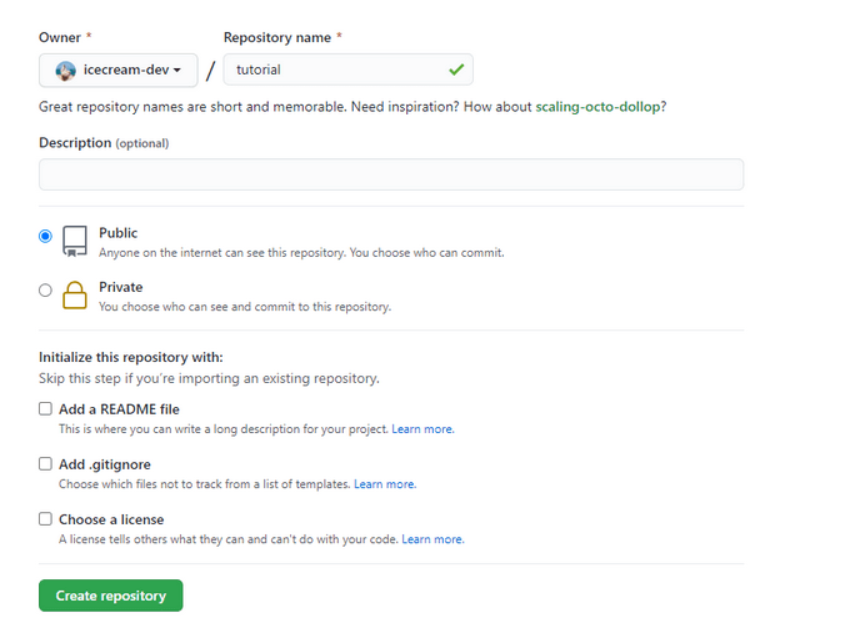 Owner *
Repository name *
icecream-dev
/
tutorial
Great repository names are short and memorable. Need inspiration? How about scaling-octo-dollop?
Description (optional)
Public
Anyone on the internet can see this repository. You choose who can commit.
Private
You choose who can see and commit to this repository.
Initialize this repository with:
Skip this step if you're importing an existing repository.
Add a README file
This is where you can write a long description for your project. Learn more.
Add .gitignore
Choose which files not to track from a list of templates. Learn more.
Choose a license
A license tells others what they can and can't do with your code. Learn more.
Create repository